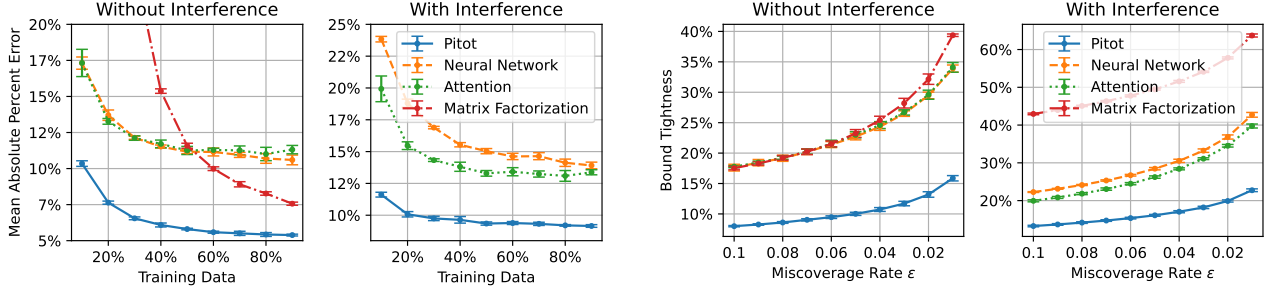 Without Interference
Mean Absolute Percent Error
20%
17%
15%
12%
10%
7%
5%
20% 40% 60% 80%
Training Data
With Interference
25%
22%
20%
17%
15%
12%
10%
Pitot
Neural Network
Attention
Matrix Factorization
20% 40% 60% 80%
Training Data
Without Interference
Bound Tightness
40%
35%
30%
25%
20%
15%
10%
0.1 0.08 0.06 0.04 0.02
Miscoverage Rate ε
With Interference
60%
50%
40%
30%
20%
Pitot
Neural Network
Attention
Matrix Factorization
0.1 0.08 0.06 0.04 0.02
Miscoverage Rate ε